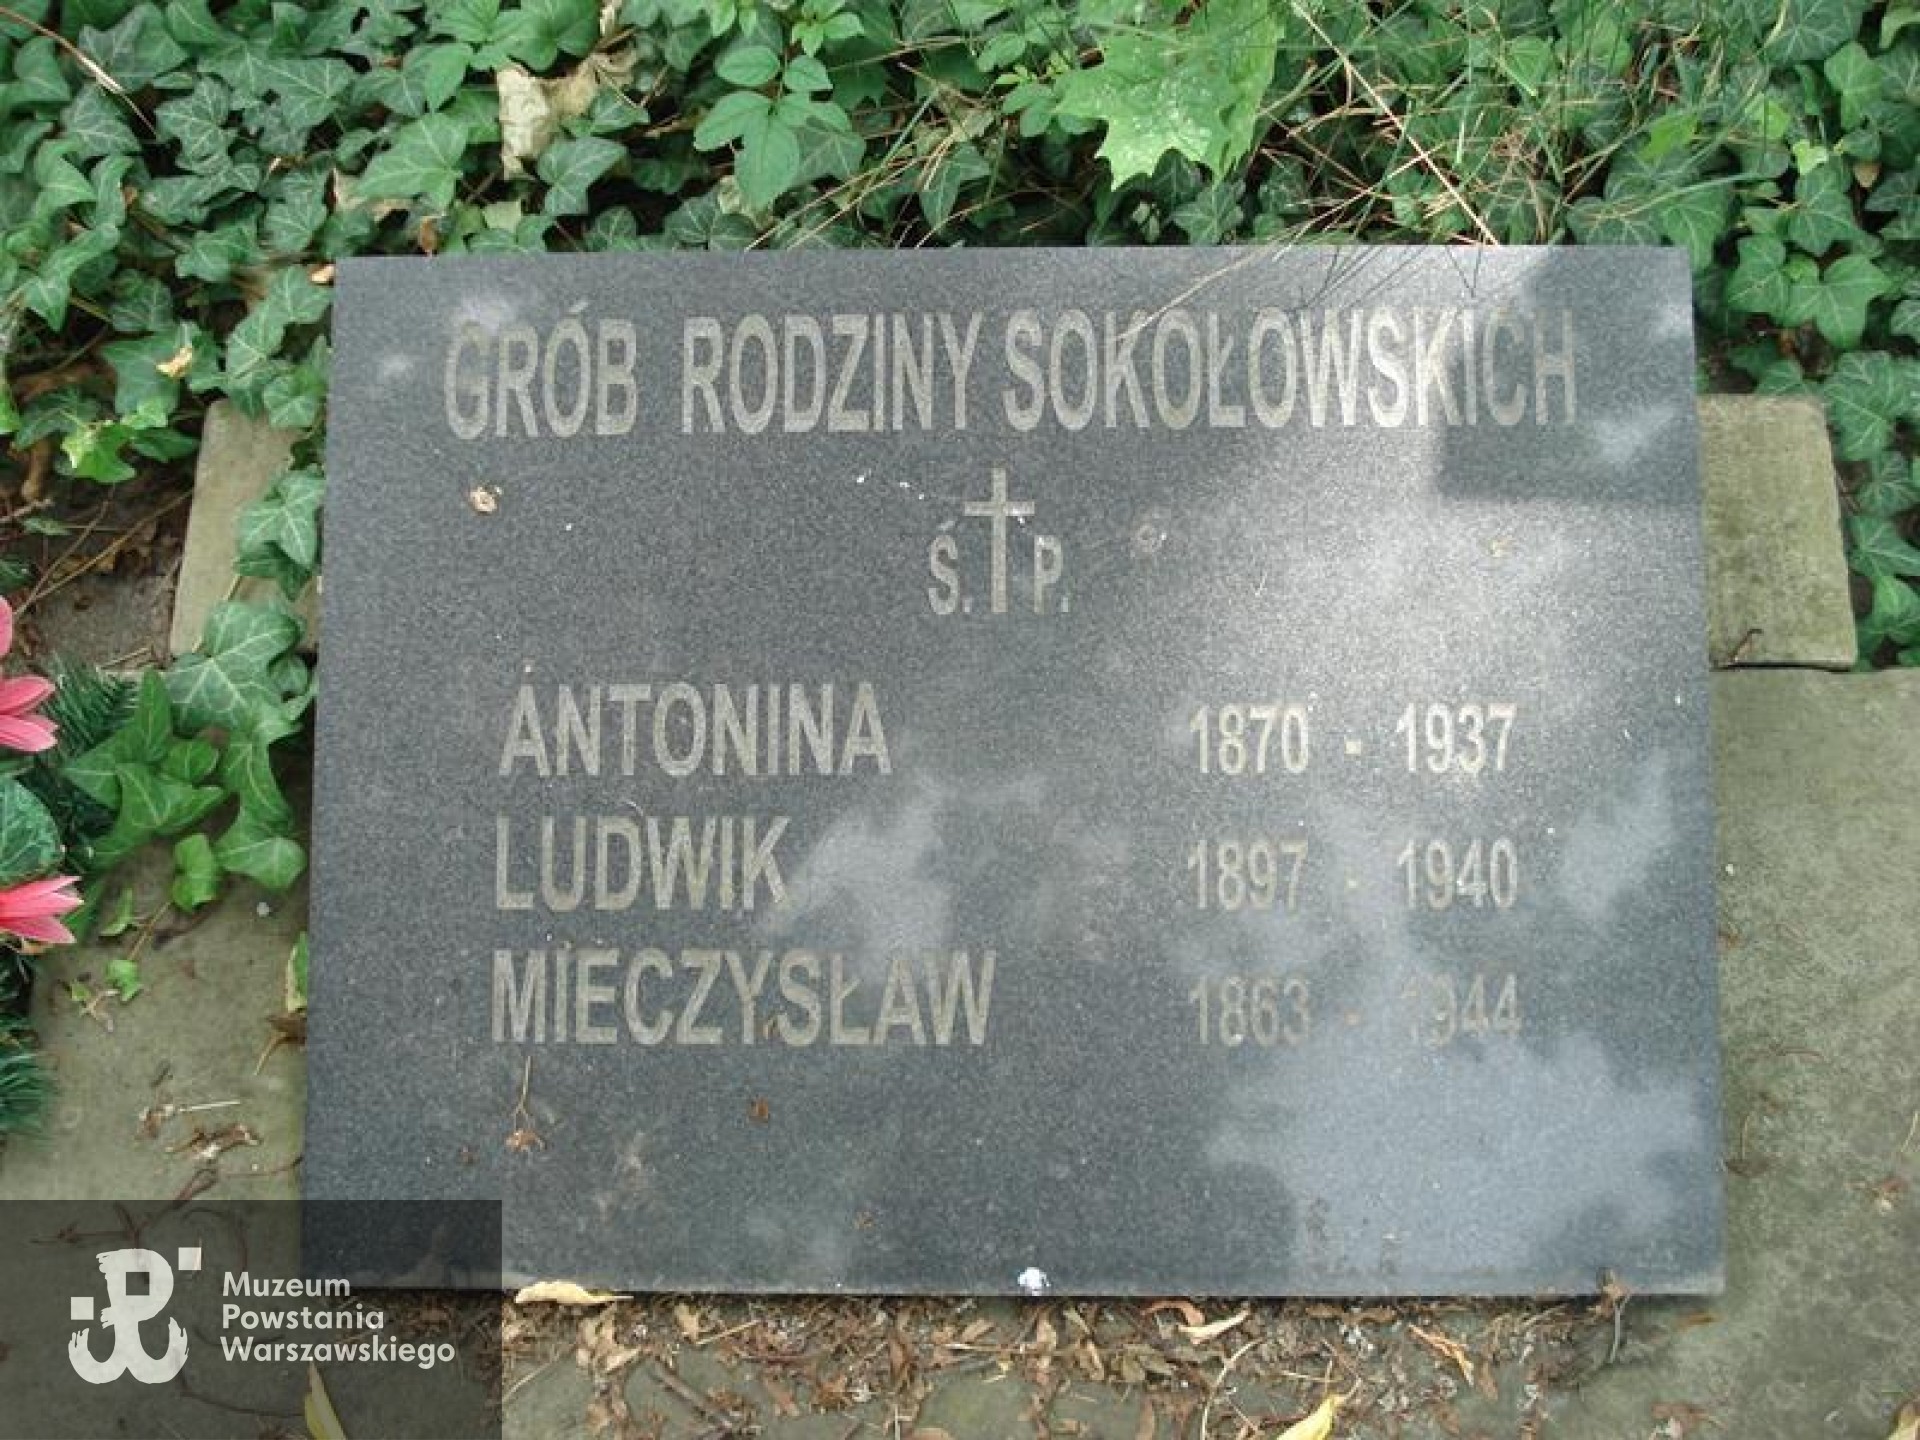 GRÓB RODZINY SOKOŁOWSKICH
Ś. P.
ANTONINA 1870 - 1937
LUDWIK 1897 - 1940
MIECZYSŁAW 1863 - 1944
Muzeum
Powstania
Warszawskiego